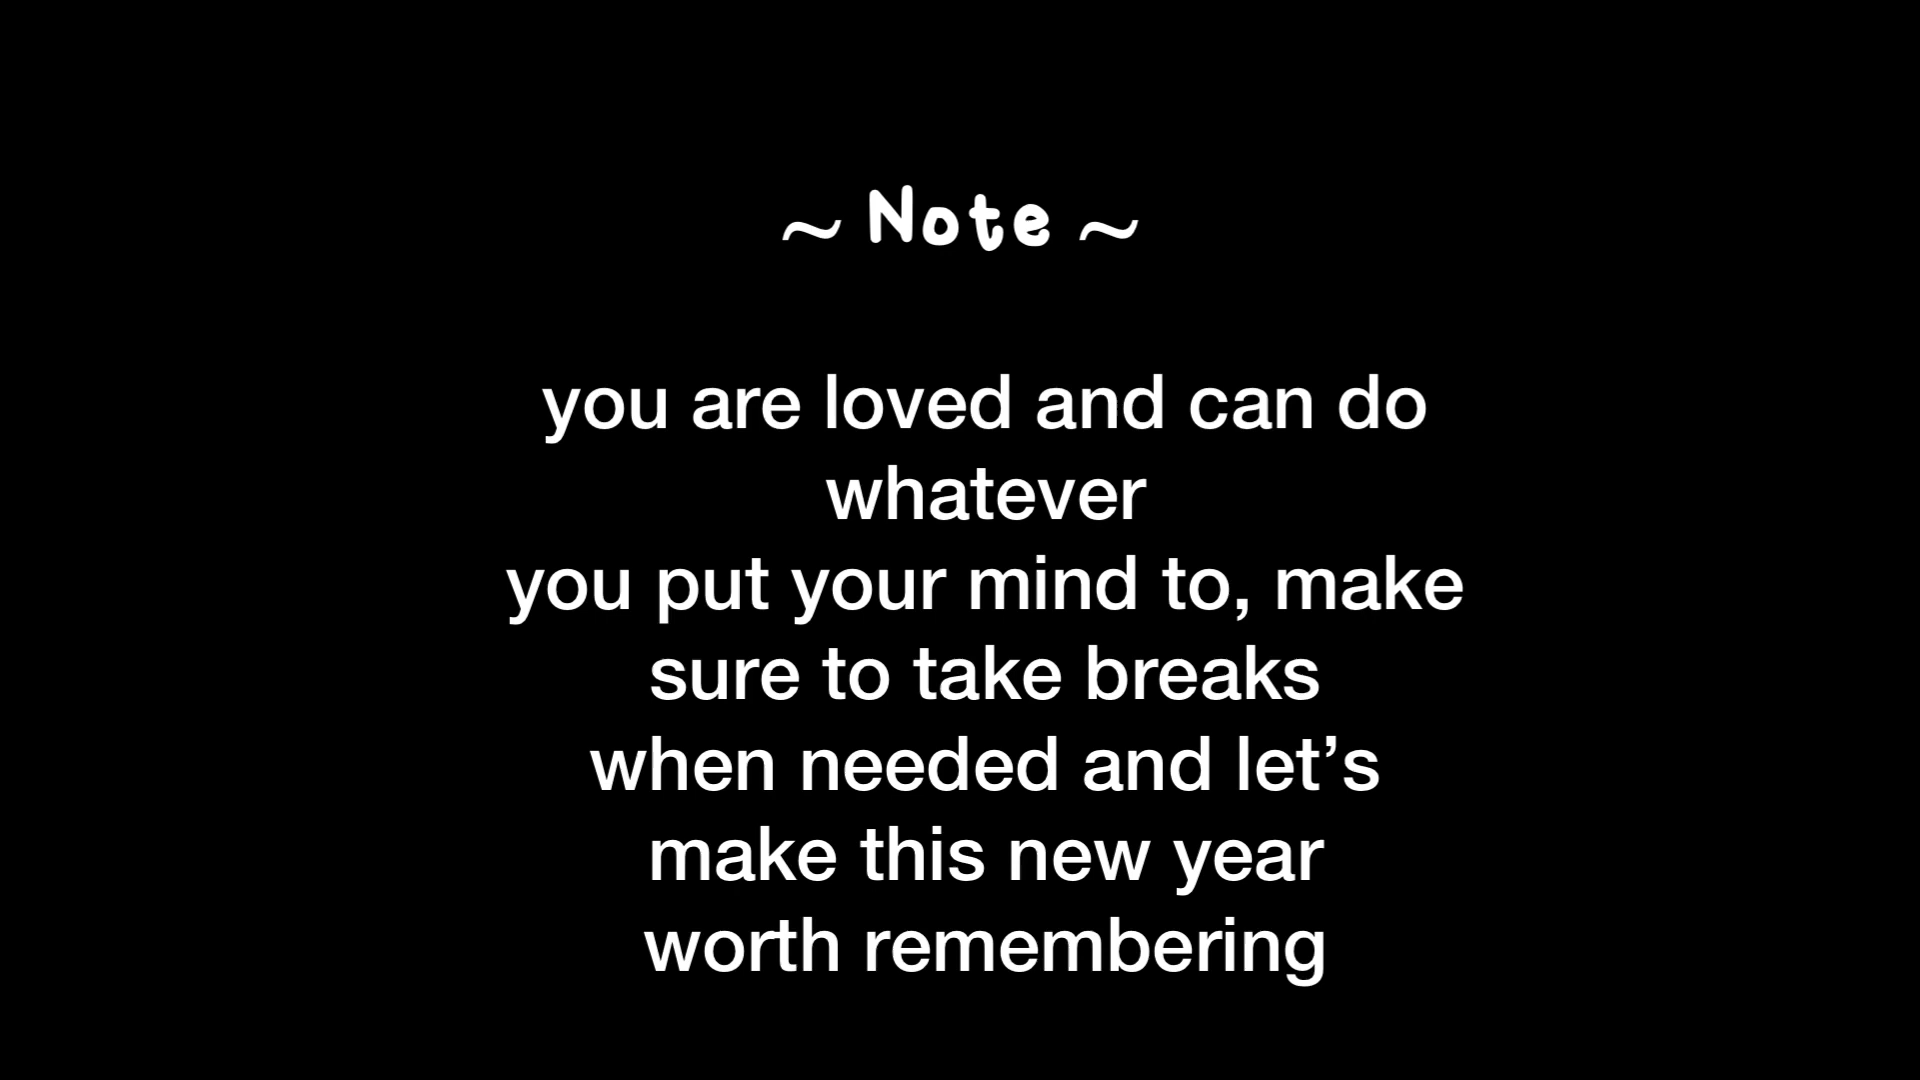 ~ Note ~
you are loved and can do
whatever
you put your mind to, make
sure to take breaks
when needed and let’s
make this new year
worth remembering